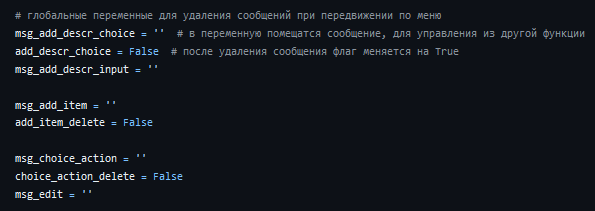 # глобальные переменные для удаления сообщений при передвижении по меню
msg_add_descr_choice = ''  # в переменную помещатся сообщение, для управления из другой функции
add_descr_choice = False  # после удаления сообщения флаг меняется на True
msg_add_descr_input = ''
msg_add_item = ''
add_item_delete = False
msg_choice_action = ''
choice_action_delete = False
msg_edit = ''